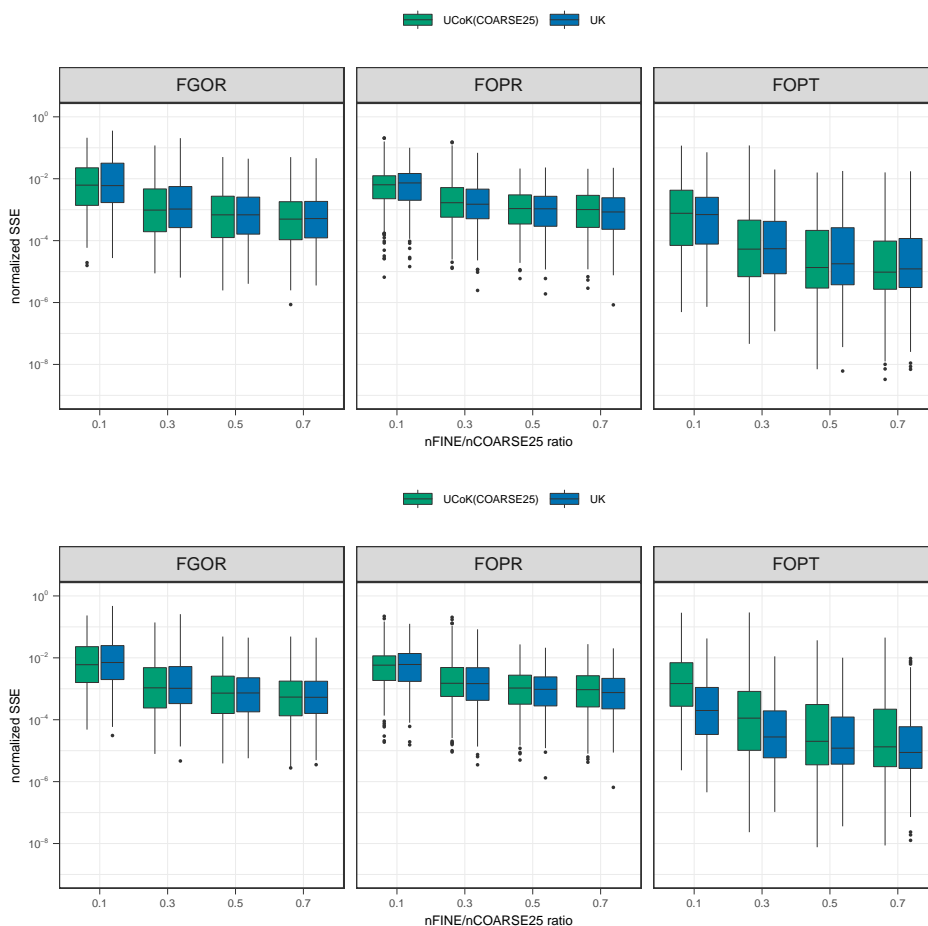 UCoK(COARSE25) UK
FGOR FOPR FOPT
normalized SSE
10⁰
10⁻²
10⁻⁴
10⁻⁶
10⁻⁸
0.1 0.3 0.5 0.7 0.1 0.3 0.5 0.7 0.1 0.3 0.5 0.7
nFINE/nCOARSE25 ratio
UCoK(COARSE25) UK
FGOR FOPR FOPT
normalized SSE
10⁰
10⁻²
10⁻⁴
10⁻⁶
10⁻⁸
0.1 0.3 0.5 0.7 0.1 0.3 0.5 0.7 0.1 0.3 0.5 0.7
nFINE/nCOARSE25 ratio